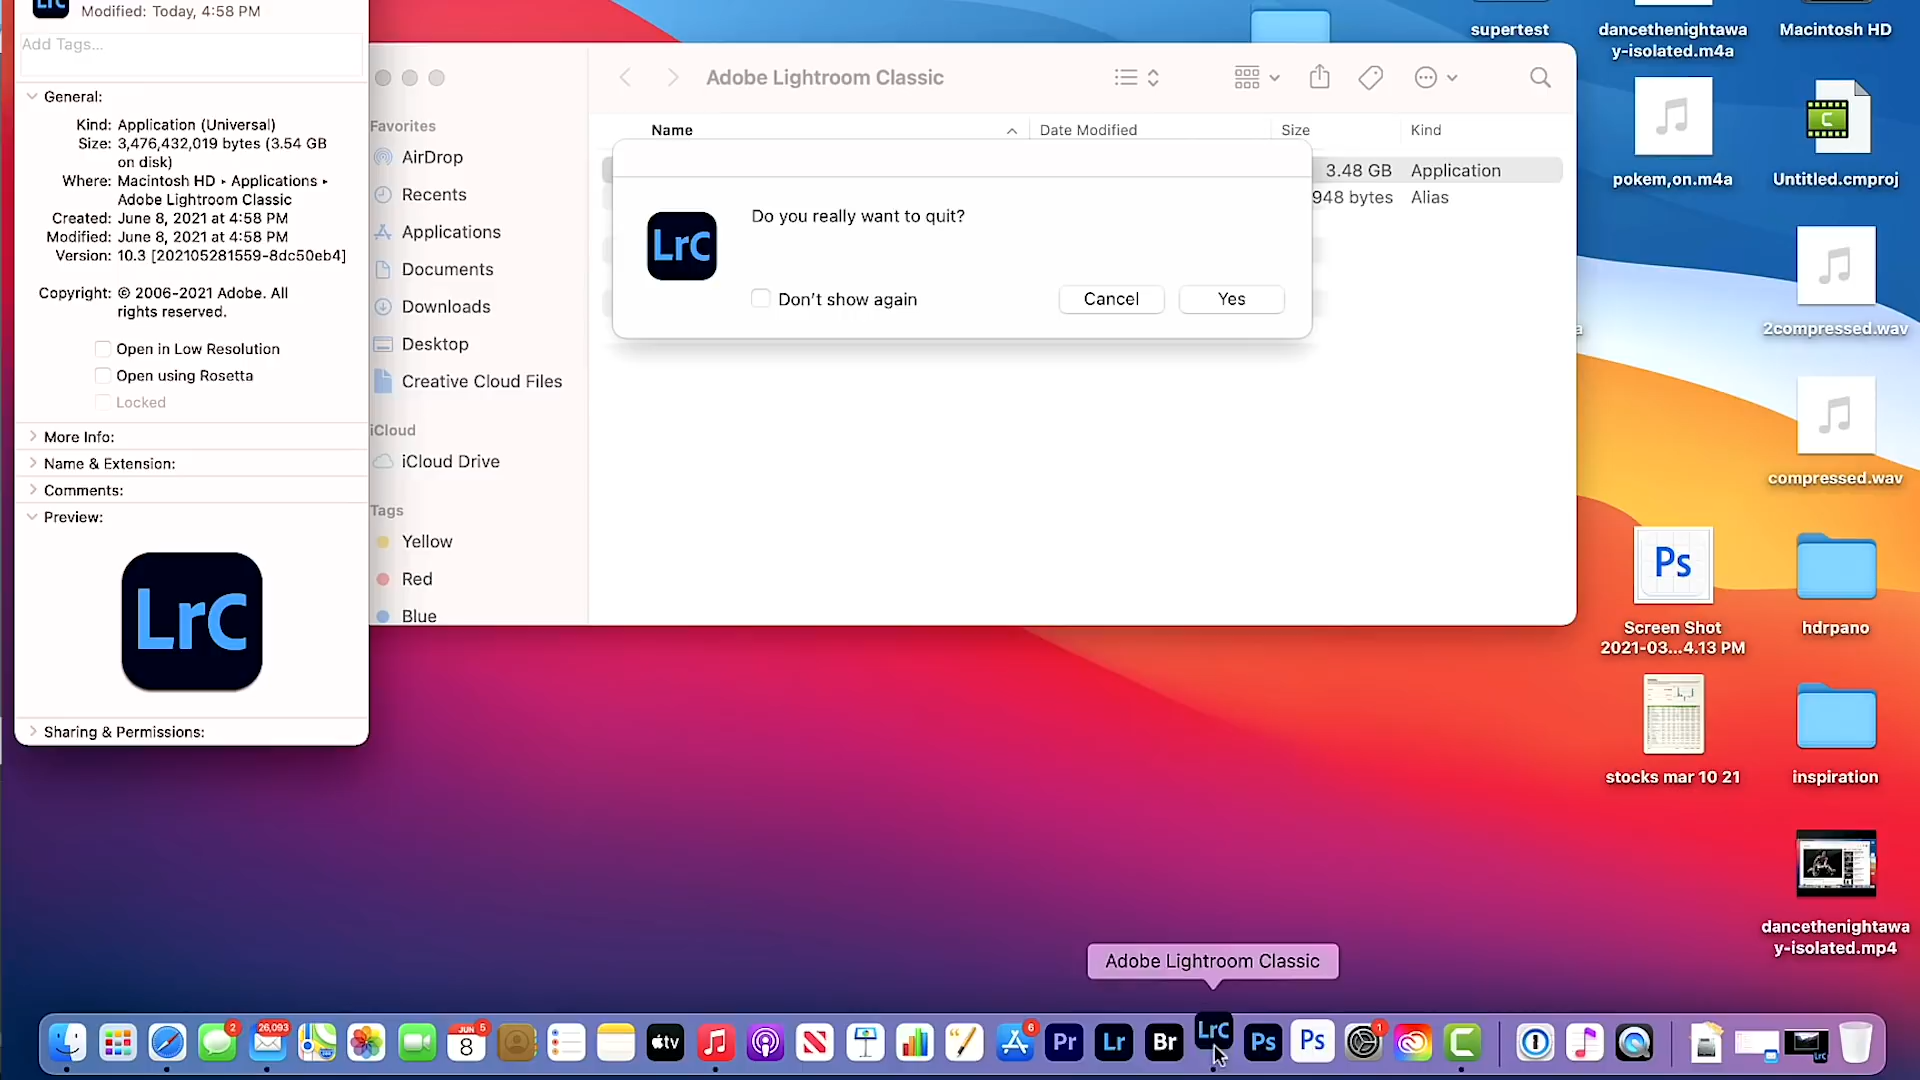 LrC
Modified: Today, 4:58 PM
Add Tags...
General:
Kind: Application (Universal)
Size: 3,476,432,019 bytes (3.54 GB
on disk)
Where: Macintosh HD ▸ Applications ▸
Adobe Lightroom Classic
Created: June 8, 2021 at 4:58 PM
Modified: June 8, 2021 at 4:58 PM
Version: 10.3 [202105281559-8dc50eb4]
Copyright: © 2006-2021 Adobe. All
rights reserved.
Open in Low Resolution
Open using Rosetta
Locked
More Info:
Name & Extension:
Comments:
Preview:
LrC
Sharing & Permissions:
Adobe Lightroom Classic
Favorites
AirDrop
Recents
Applications
Documents
Downloads
Desktop
Creative Cloud Files
iCloud
iCloud Drive
Tags
Yellow
Red
Blue
Name
Date Modified
Size
Kind
3.48 GB Application
948 bytes Alias
LrC
Do you really want to quit?
Don't show again
Cancel
Yes
supertest
dancethenightawa
y-isolated.m4a
Macintosh HD
pokem,on.m4a
C
Untitled.cmproj
2compressed.wav
compressed.wav
Ps
Screen Shot
2021-03...4.13 PM
hdrpano
stocks mar 10 21
inspiration
dancethenightawa
y-isolated.mp4
Adobe Lightroom Classic
2
26,093
JUN 5
8
tv
6
Pr
Lr
Br
LrC
Ps
Ps
1
C
LrC